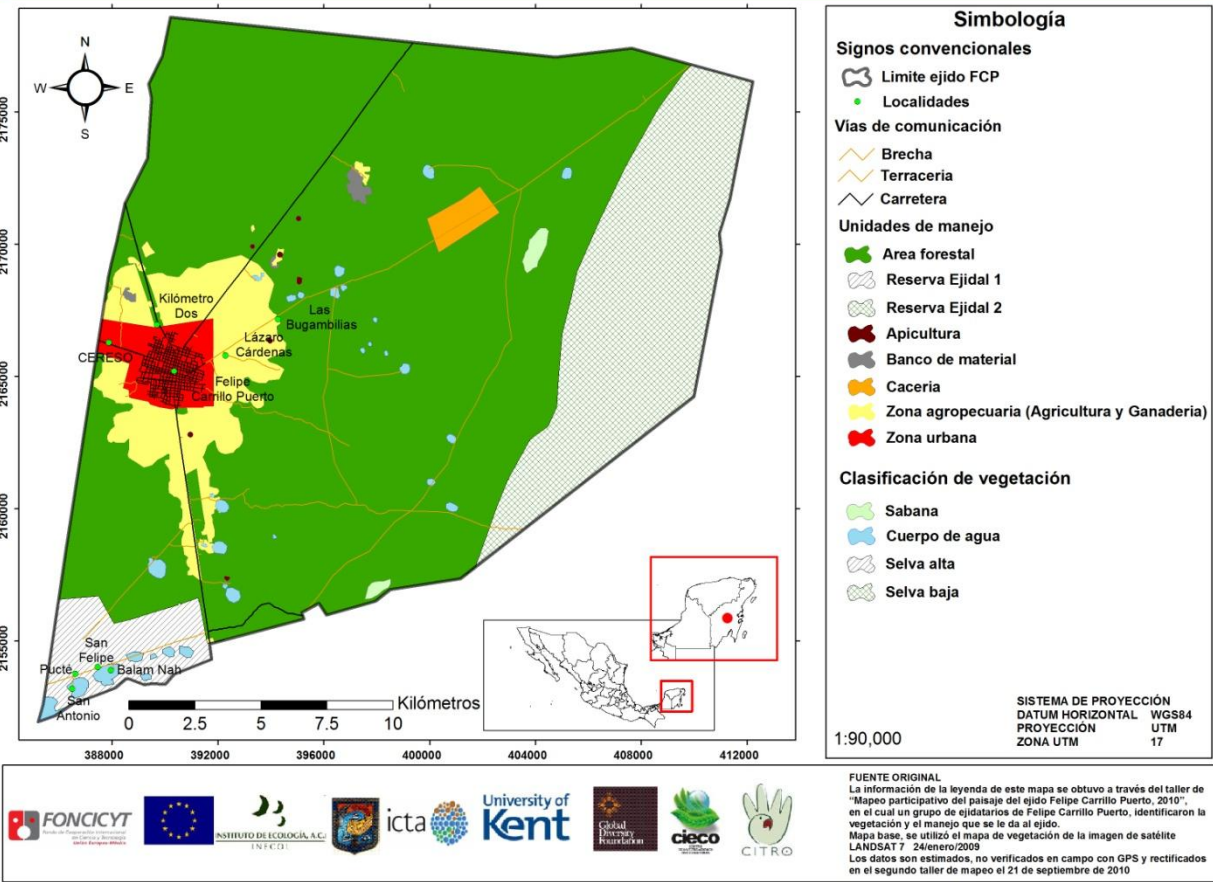 N
W
E
S
2175000
2170000
2165000
2160000
2155000
388000
392000
396000
400000
404000
408000
412000
Kilómetro
Dos
CERESO
Las
Bugambilias
Lázaro
Cárdenas
Felipe
Carrillo Puerto
San
Felipe
Pucté
Balam Nah
San
Antonio
Kilómetros
0 2.5 5 7.5 10
Simbología
Signos convencionales
Limite ejido FCP
Localidades
Vías de comunicación
Brecha
Terraceria
Carretera
Unidades de manejo
Area forestal
Reserva Ejidal 1
Reserva Ejidal 2
Apicultura
Banco de material
Caceria
Zona agropecuaria (Agricultura y Ganaderia)
Zona urbana
Clasificación de vegetación
Sabana
Cuerpo de agua
Selva alta
Selva baja
1:90,000
SISTEMA DE PROYECCIÓN
DATUM HORIZONTAL WGS84
PROYECCIÓN UTM
ZONA UTM 17
FONCICYT
INSTITUTO DE ECOLOGÍA, A.C.
INECOL
icta
University of
Kent
Global
Diversity
Foundation
cieco
CITRO
FUENTE ORIGINAL
La información de la leyenda de este mapa se obtuvo a través del taller de
"Mapeo participativo del paisaje del ejido Felipe Carrillo Puerto, 2010",
en el cual un grupo de ejidatarios de Felipe Carrillo Puerto, identificaron la
vegetación y el manejo que se le da al ejido.
Mapa base, se utilizó el mapa de vegetación de la imagen de satélite
LANDSAT 7 24/enero/2009
Los datos son estimados, no verificados en campo con GPS y rectificados
en el segundo taller de mapeo el 21 de septiembre de 2010